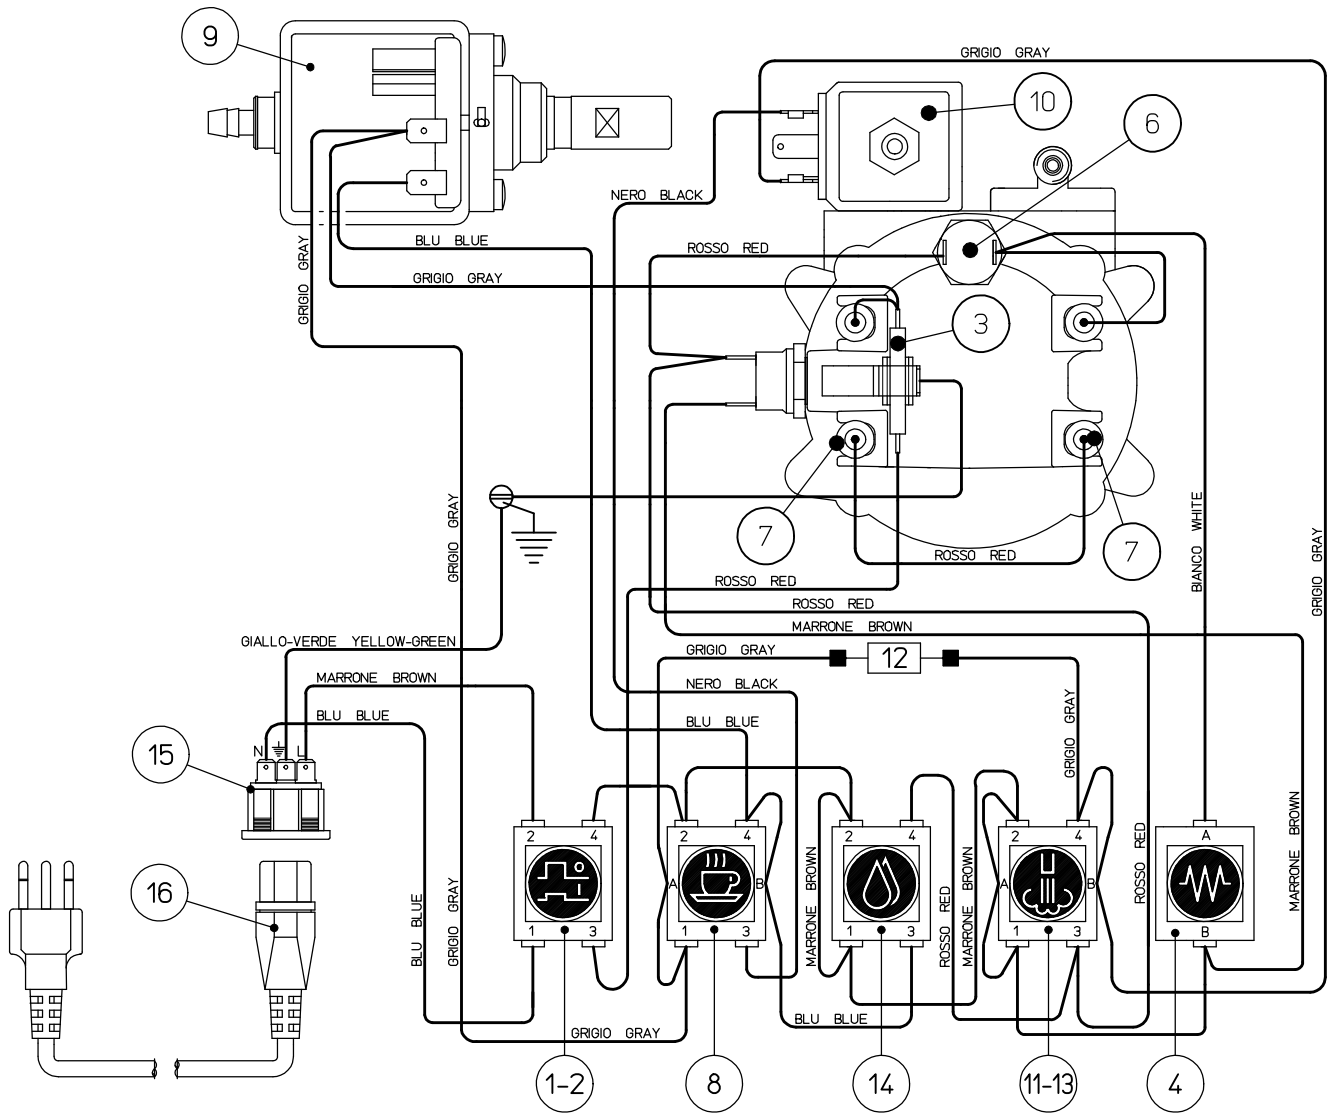 9
GRIGIO GRAY
10
6
NERO BLACK
BLU BLUE
ROSSO RED
GRIGIO GRAY
GRIGIO GRAY
3
GRIGIO GRAY
7
7
BIANCO WHITE
GRIGIO GRAY
ROSSO RED
ROSSO RED
ROSSO RED
MARRONE BROWN
GIALLO-VERDE YELLOW-GREEN
GRIGIO GRAY
12
MARRONE BROWN
NERO BLACK
BLU BLUE
BLU BLUE
GRIGIO GRAY
15
N L
2 4
2 4
2 4
2 4
A
MARRONE BROWN
ROSSO RED
MARRONE BROWN
16
A B
A B
BLU BLUE
GRIGIO GRAY
MARRONE BROWN
ROSSO RED
MARRONE BROWN
1 3
1 3
1 3
1 3
B
GRIGIO GRAY
BLU BLUE
1-2
8
14
11-13
4